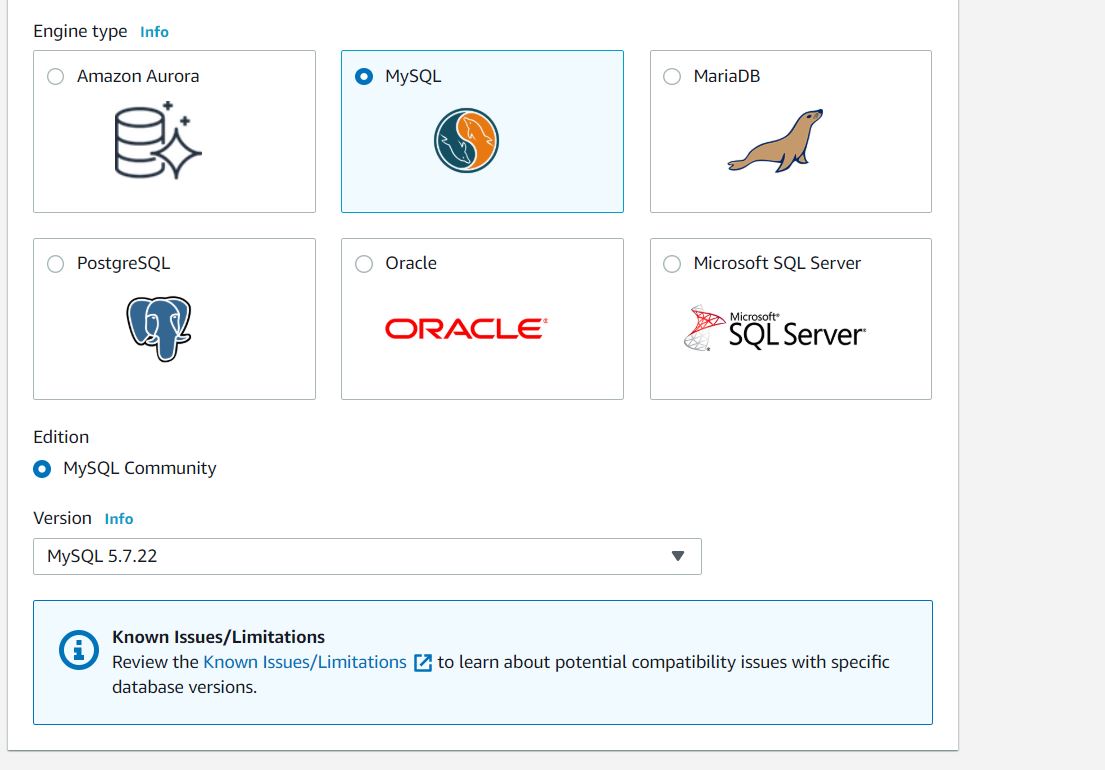 Engine type Info
Amazon Aurora
MySQL
MariaDB
PostgreSQL
Oracle
Microsoft SQL Server
ORACLE®
Microsoft®
SQL Server®
Edition
MySQL Community
Version Info
MySQL 5.7.22
Known Issues/Limitations
Review the Known Issues/Limitations to learn about potential compatibility issues with specific
database versions.